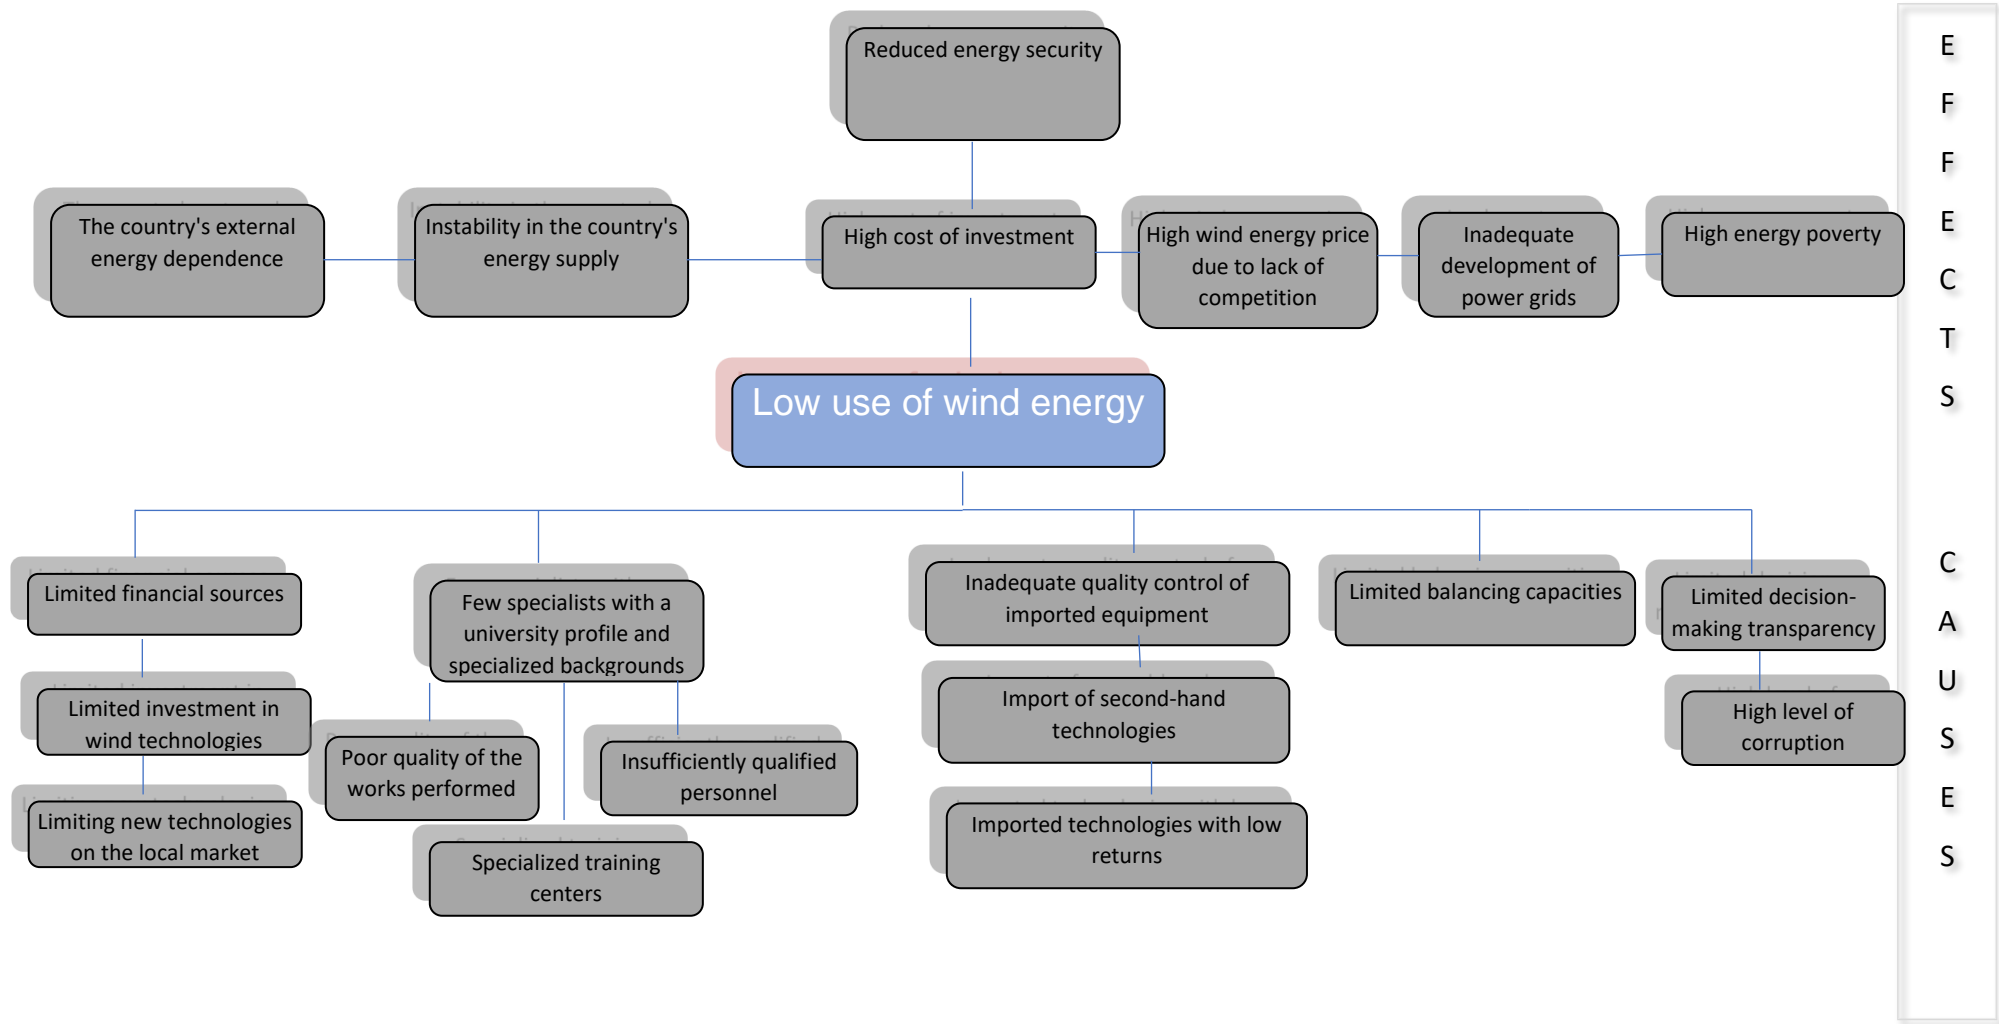 Reduced energy security
The country's external
energy dependence
Instability in the country's
energy supply
High cost of investment
High wind energy price
due to lack of
competition
Inadequate
development of
power grids
High energy poverty
Low use of wind energy
Limited financial sources
Limited investment in
wind technologies
Limiting new technologies
on the local market
Few specialists with a
university profile and
specialized backgrounds
Poor quality of the
works performed
Specialized training
centers
Insufficiently qualified
personnel
Inadequate quality control of
imported equipment
Import of second-hand
technologies
Imported technologies with low
returns
Limited balancing capacities
Limited decision-
making transparency
High level of
corruption
E
F
F
E
C
T
S
C
A
U
S
E
S